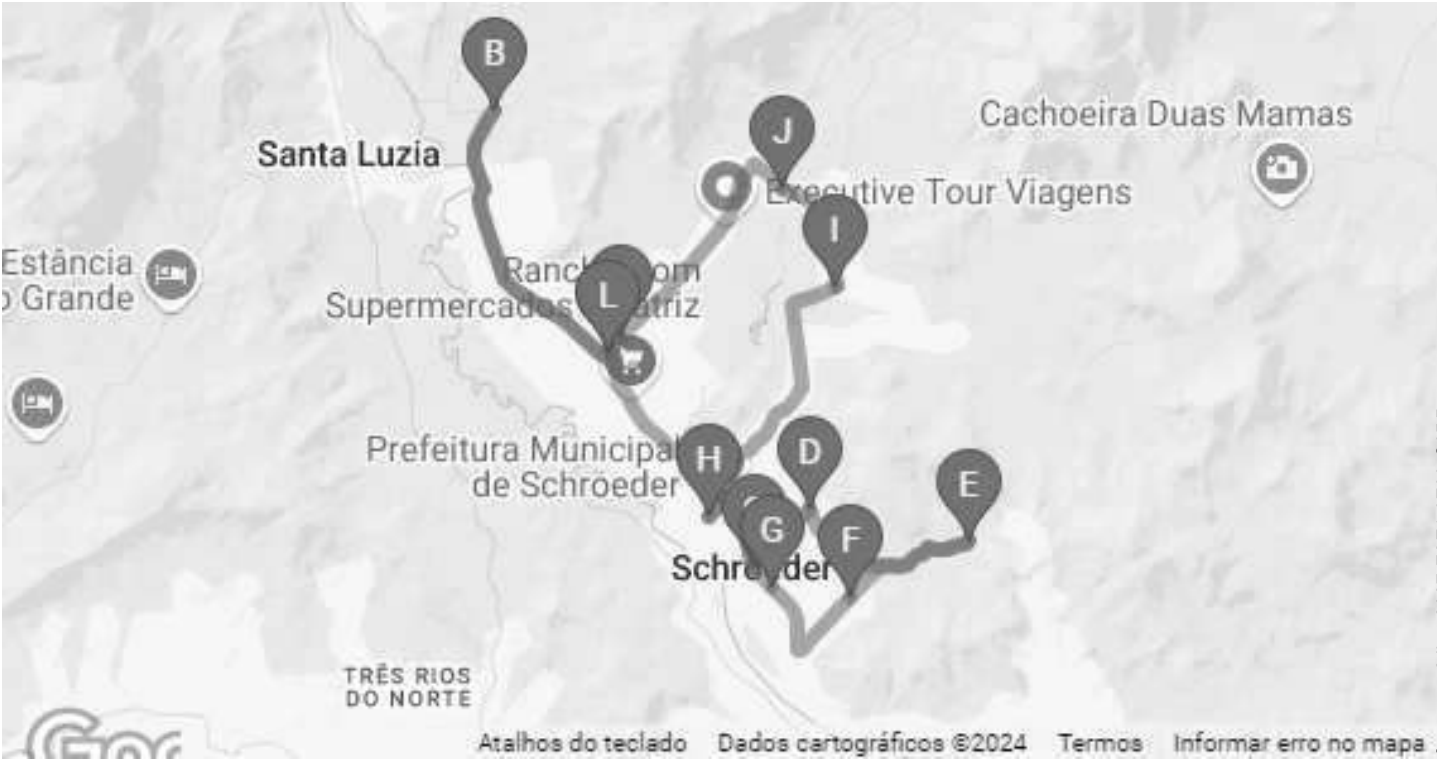 B
J
Cachoeira Duas Mamas
Santa Luzia
Executive Tour Viagens
I
Estância
o Grande
L
Supermercados
H
D
E
Prefeitura Municipal
de Schroeder
G
F
Schroeder
TRÊS RIOS
DO NORTE
Atalhos do teclado Dados cartográficos ©2024 Termos Informar erro no mapa